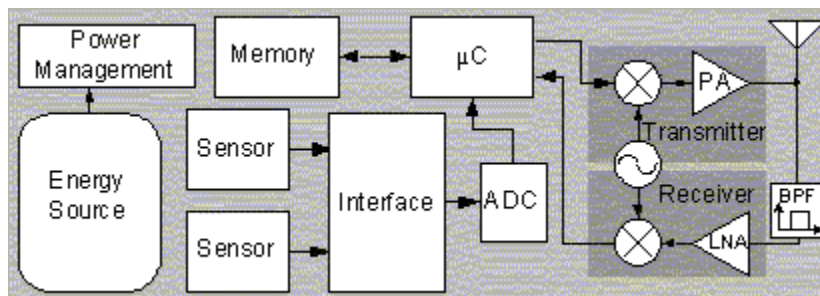 Power
Management
Memory
μC
PA
Transmitter
Energy
Source
Sensor
Sensor
Interface
ADC
Receiver
BPF
LNA